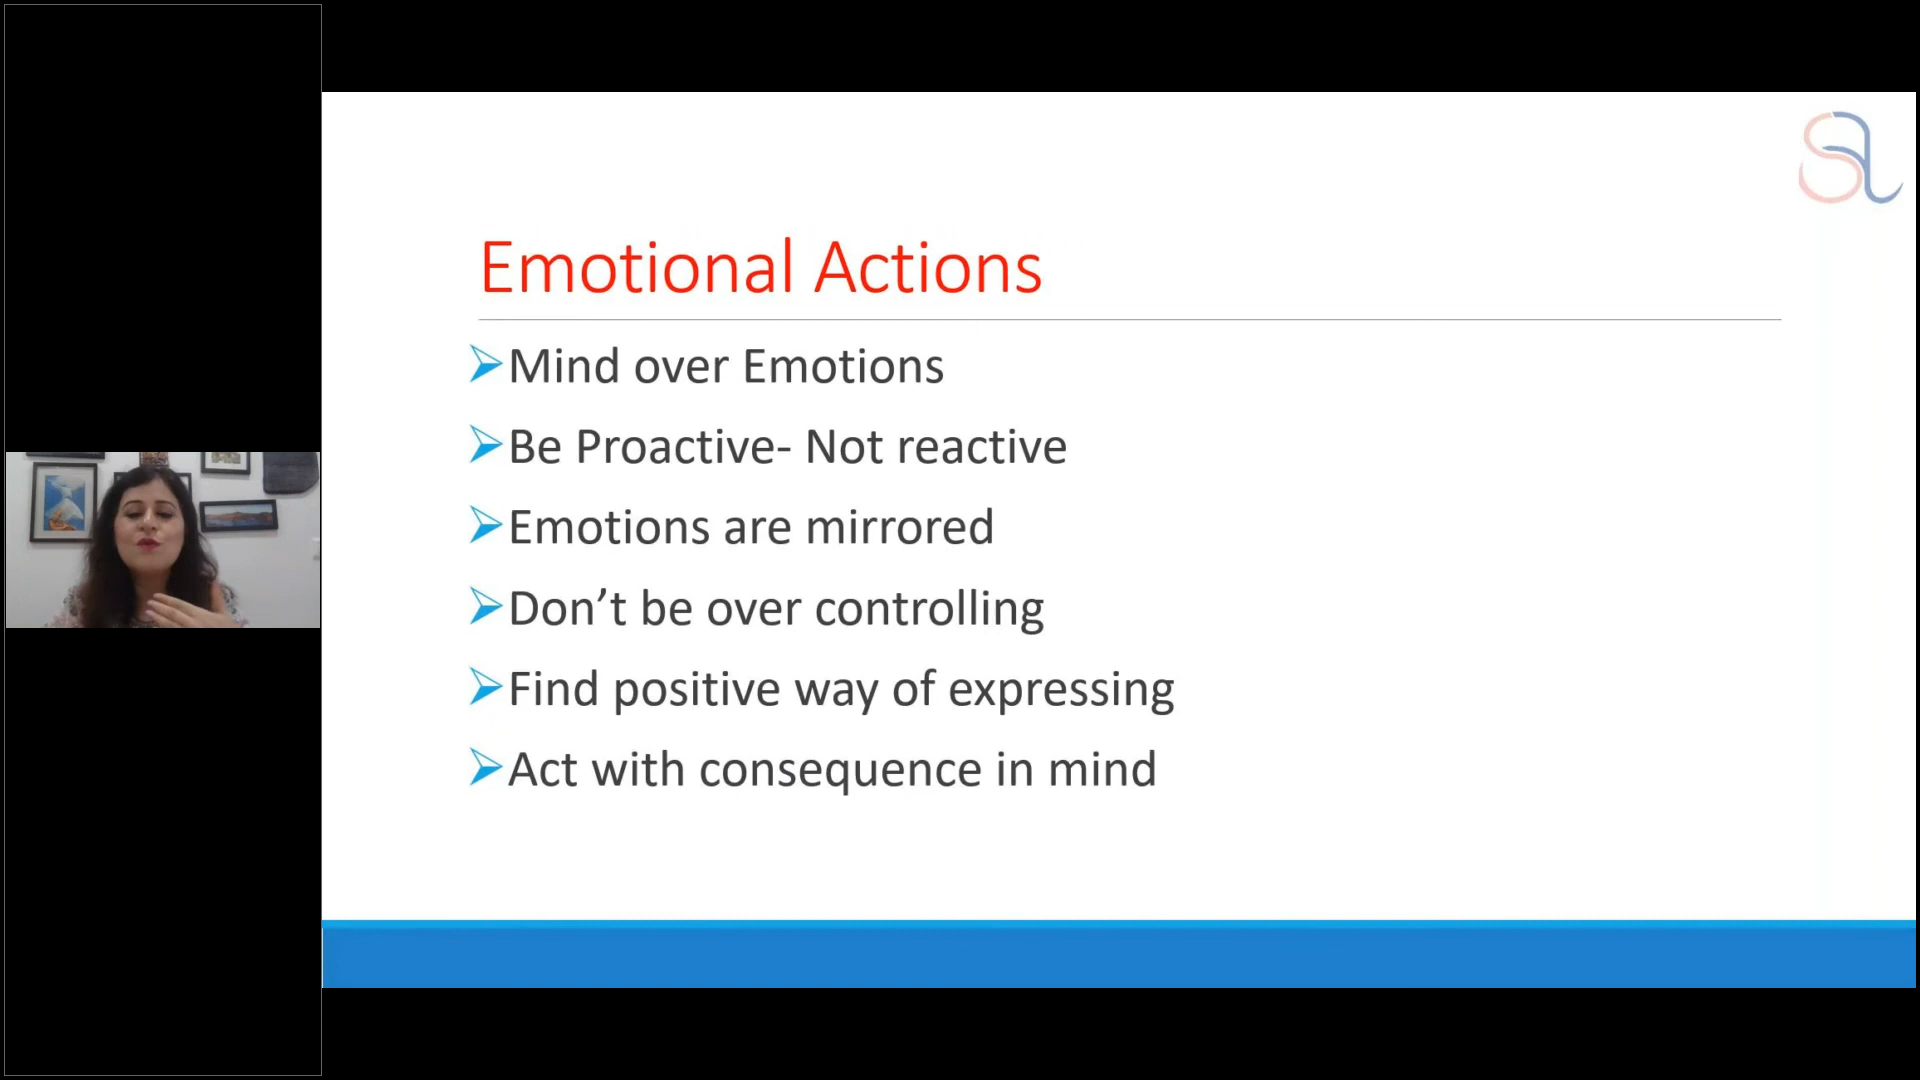 Emotional Actions
Mind over Emotions
Be Proactive- Not reactive
Emotions are mirrored
Don’t be over controlling
Find positive way of expressing
Act with consequence in mind